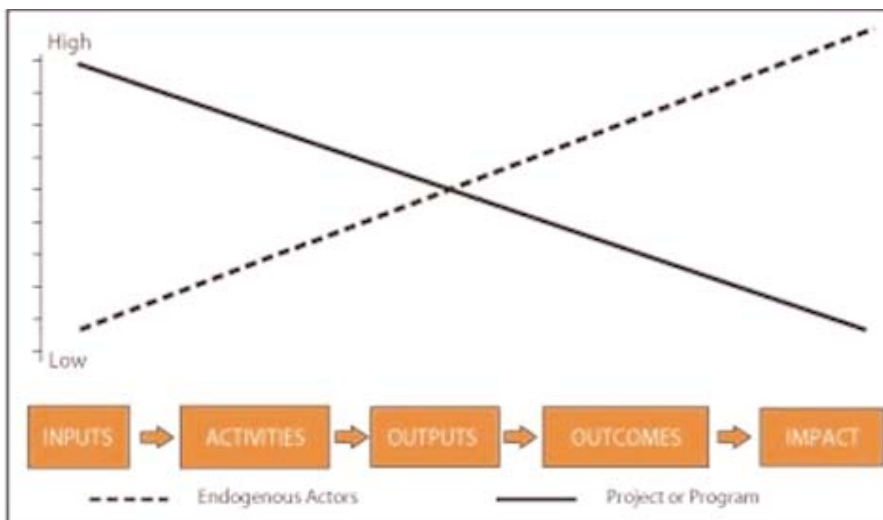 High
Low
INPUTS ACTIVITIES OUTPUTS OUTCOMES IMPACT
Endogenous Actors Project or Program